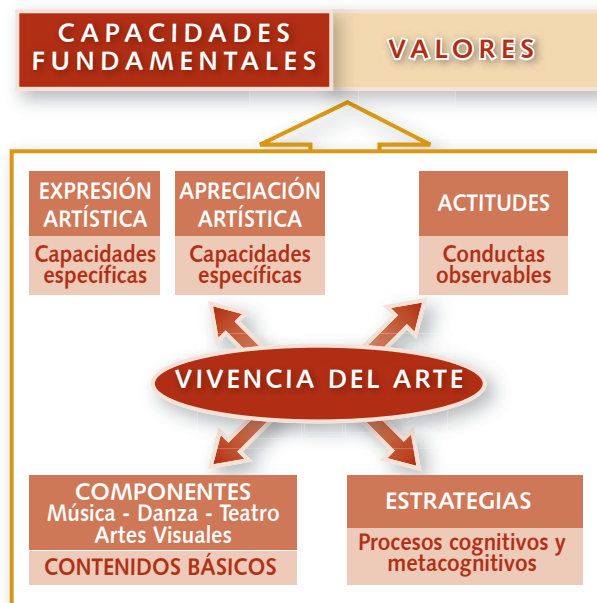 CAPACIDADES
FUNDAMENTALES
VALORES
EXPRESIÓN
ARTÍSTICA
Capacidades
específicas
APRECIACIÓN
ARTÍSTICA
Capacidades
específicas
ACTITUDES
Conductas
observables
VIVENCIA DEL ARTE
COMPONENTES
Música - Danza - Teatro
Artes Visuales
CONTENIDOS BÁSICOS
ESTRATEGIAS
Procesos cognitivos y
metacognitivos